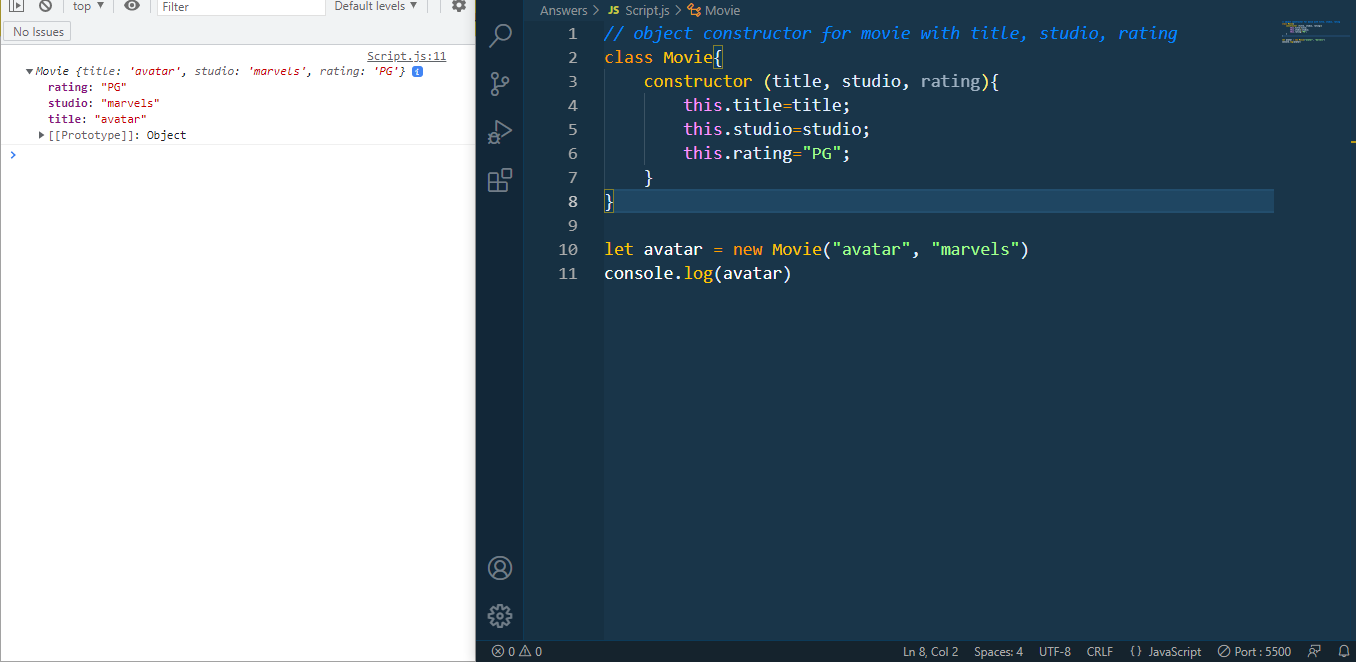 top ▼ Filter Default levels ▼
No Issues
Script.js:11
▼Movie {title: 'avatar', studio: 'marvels', rating: 'PG'} i
rating: "PG"
studio: "marvels"
title: "avatar"
▶[[Prototype]]: Object
>
Answers > JS Script.js > Movie
1 // object constructor for movie with title, studio, rating
2 class Movie{
3 constructor (title, studio, rating){
4 this.title=title;
5 this.studio=studio;
6 this.rating="PG";
7 }
8 }
9
10 let avatar = new Movie("avatar", "marvels")
11 console.log(avatar)
0 0 Ln 8, Col 2 Spaces: 4 UTF-8 CRLF {} JavaScript Port : 5500